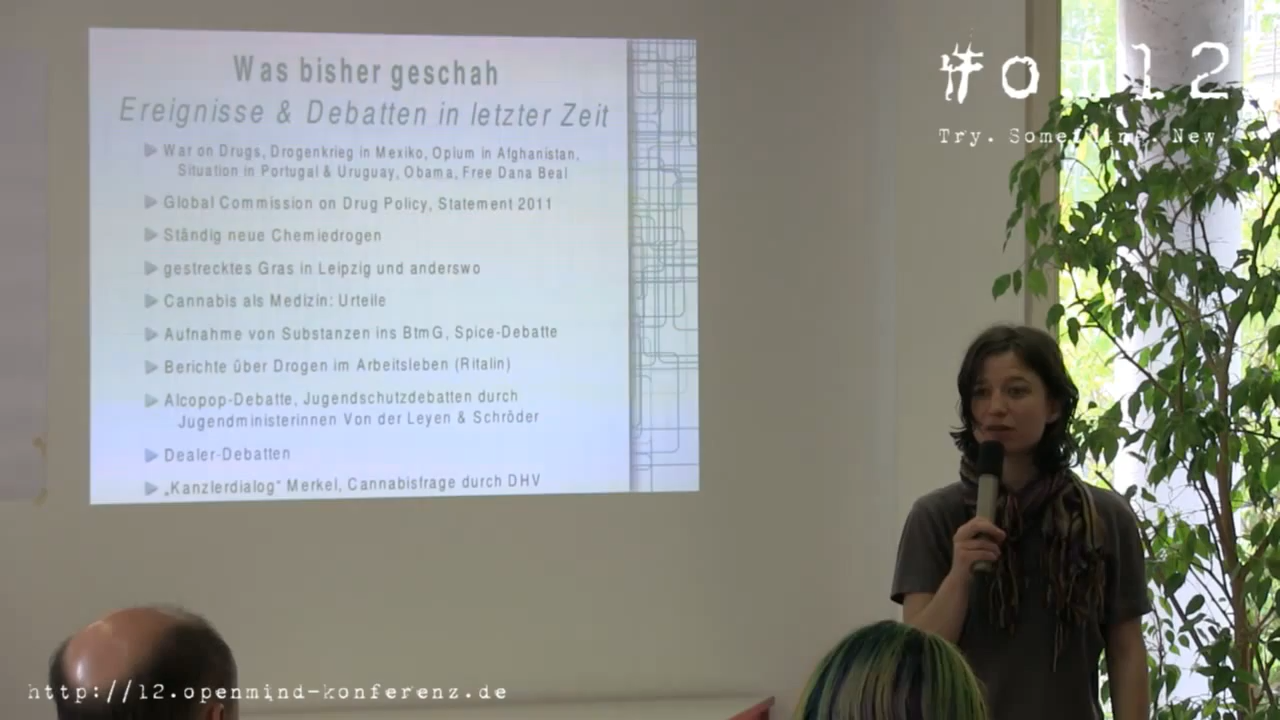 Was bisher geschah
Ereignisse & Debatten in letzter Zeit
War on Drugs, Drogenkrieg in Mexiko, Opium in Afghanistan,
Situation in Portugal & Uruguay, Obama, Free Dana Beal
Global Commission on Drug Policy, Statement 2011
Ständig neue Chemiedrogen
gestrecktes Gras in Leipzig und anderswo
Cannabis als Medizin: Urteile
Aufnahme von Substanzen ins BtmG, Spice-Debatte
Berichte über Drogen im Arbeitsleben (Ritalin)
Alcopop-Debatte, Jugendschutzdebatten durch
Jugendministerinnen Von der Leyen & Schröder
Dealer-Debatten
„Kanzlerdialog“ Merkel, Cannabisfrage durch DHV
#om12
Try. Something. New.
http://12.openmind-konferenz.de